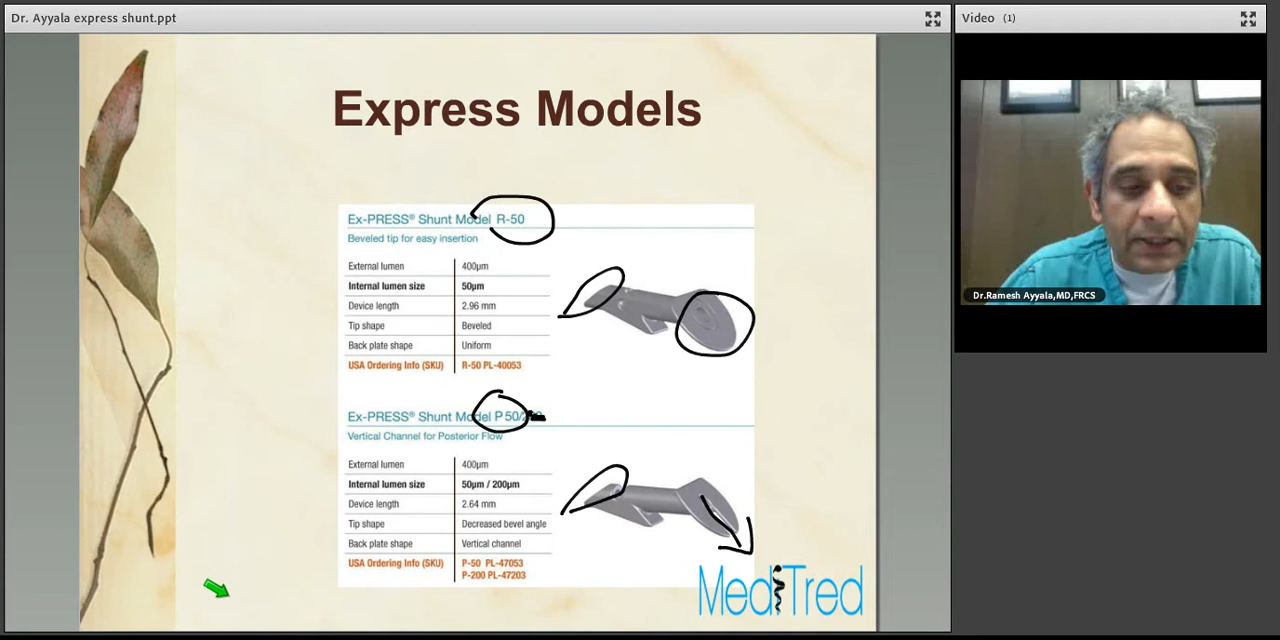 Dr. Ayyala express shunt.ppt
Video (1)
Express Models
Ex-PRESS® Shunt Model R-50
Beveled tip for easy insertion
External lumen 400µm
Internal lumen size 50µm
Device length 2.96 mm
Tip shape Beveled
Back plate shape Uniform
USA Ordering Info (SKU) R-50 PL-40053
Ex-PRESS® Shunt Model P 50/
Vertical Channel for Posterior Flow
External lumen 400µm
Internal lumen size 50µm / 200µm
Device length 2.64 mm
Tip shape Decreased bevel angle
Back plate shape Vertical channel
USA Ordering Info (SKU) P-50 PL-47053
P-200 PL-47203
MediTred
Dr.Ramesh Ayyala,MD,FRCS